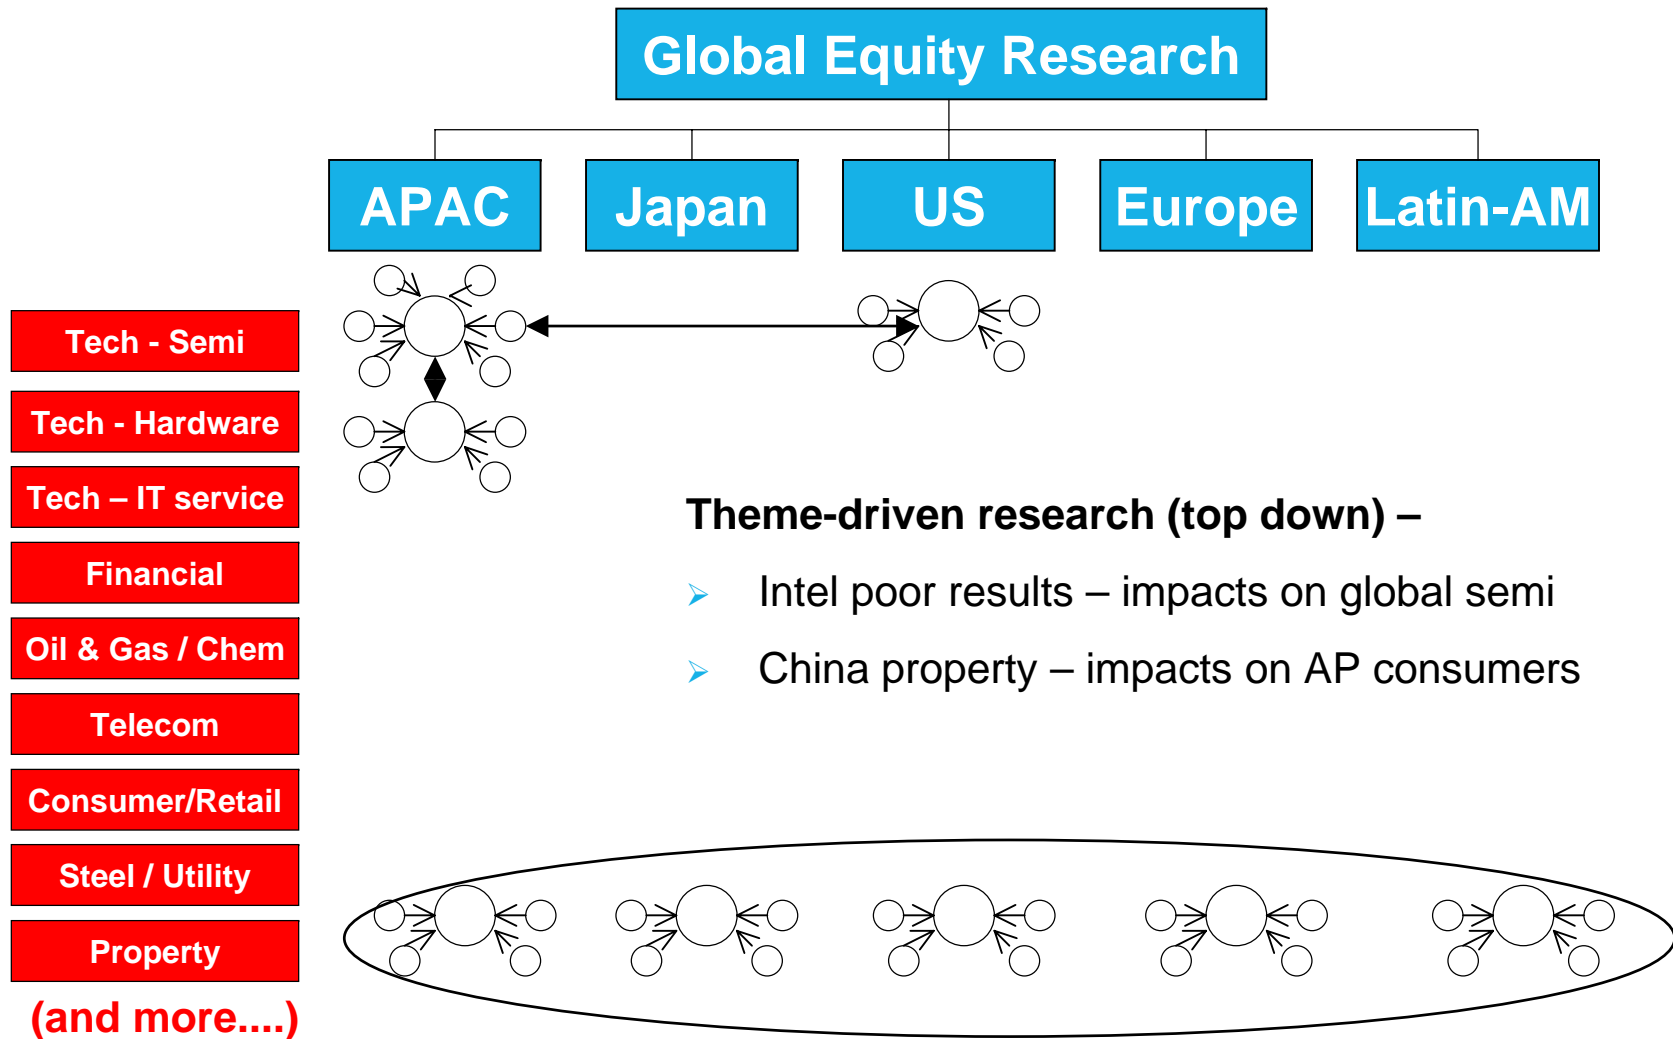 Global Equity Research
APAC
Japan
US
Europe
Latin-AM
Tech - Semi
Tech - Hardware
Tech – IT service
Financial
Oil & Gas / Chem
Telecom
Consumer/Retail
Steel / Utility
Property
(and more....)
Theme-driven research (top down) –
Intel poor results – impacts on global semi
China property – impacts on AP consumers